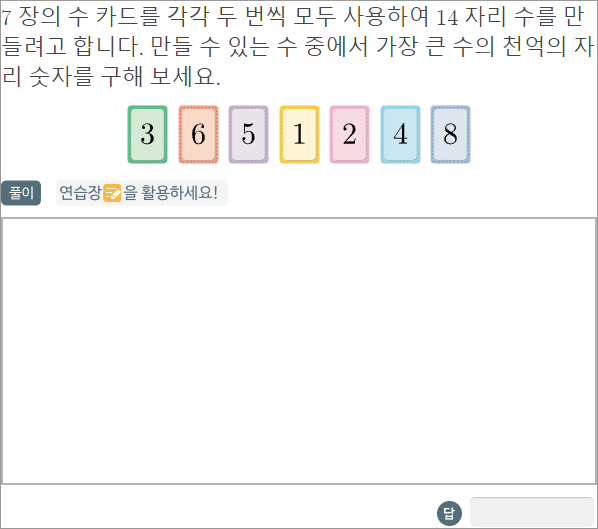 7 장의 수 카드를 각각 두 번씩 모두 사용하여 14 자리 수를 만
들려고 합니다. 만들 수 있는 수 중에서 가장 큰 수의 천억의 자
리 숫자를 구해 보세요.
3 6 5 1 2 4 8
풀이 연습장📝을 활용하세요!
답